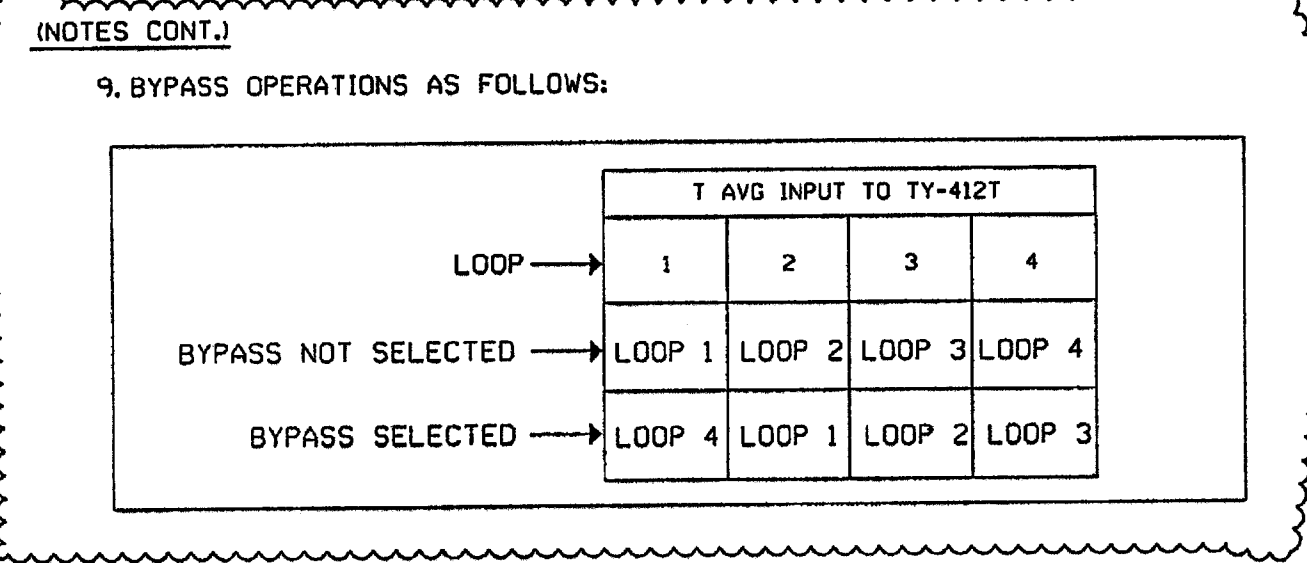 (NOTES CONT.)
9. BYPASS OPERATIONS AS FOLLOWS:
T AVG INPUT TO TY-412T
LOOP 1 2 3 4
BYPASS NOT SELECTED LOOP 1 LOOP 2 LOOP 3 LOOP 4
BYPASS SELECTED LOOP 4 LOOP 1 LOOP 2 LOOP 3